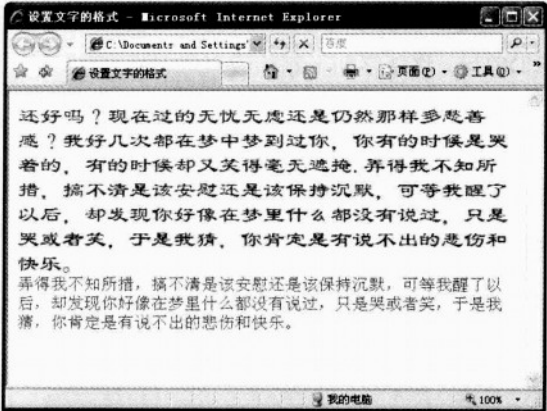 设置文字的格式 - Microsoft Internet Explorer
C:\Documents and Settings\
百度
设置文字的格式
页面(P)
工具(O)
还好吗？现在过的无忧无虑还是仍然那样多愁善
感？我好几次都在梦中梦到过你，你有的时候是哭
着的，有的时候却又笑得毫无遮掩.弄得我不知所
措，搞不清是该安慰还是该保持沉默，可等我醒了
以后，却发现你好像在梦里什么都没有说过，只是
哭或者笑，于是我猜，你肯定是有说不出的悲伤和
快乐。
弄得我不知所措，搞不清是该安慰还是该保持沉默，可等我醒了以
后，却发现你好像在梦里什么都没有说过，只是哭或者笑，于是我
猜，你肯定是有说不出的悲伤和快乐。
我的电脑
100%